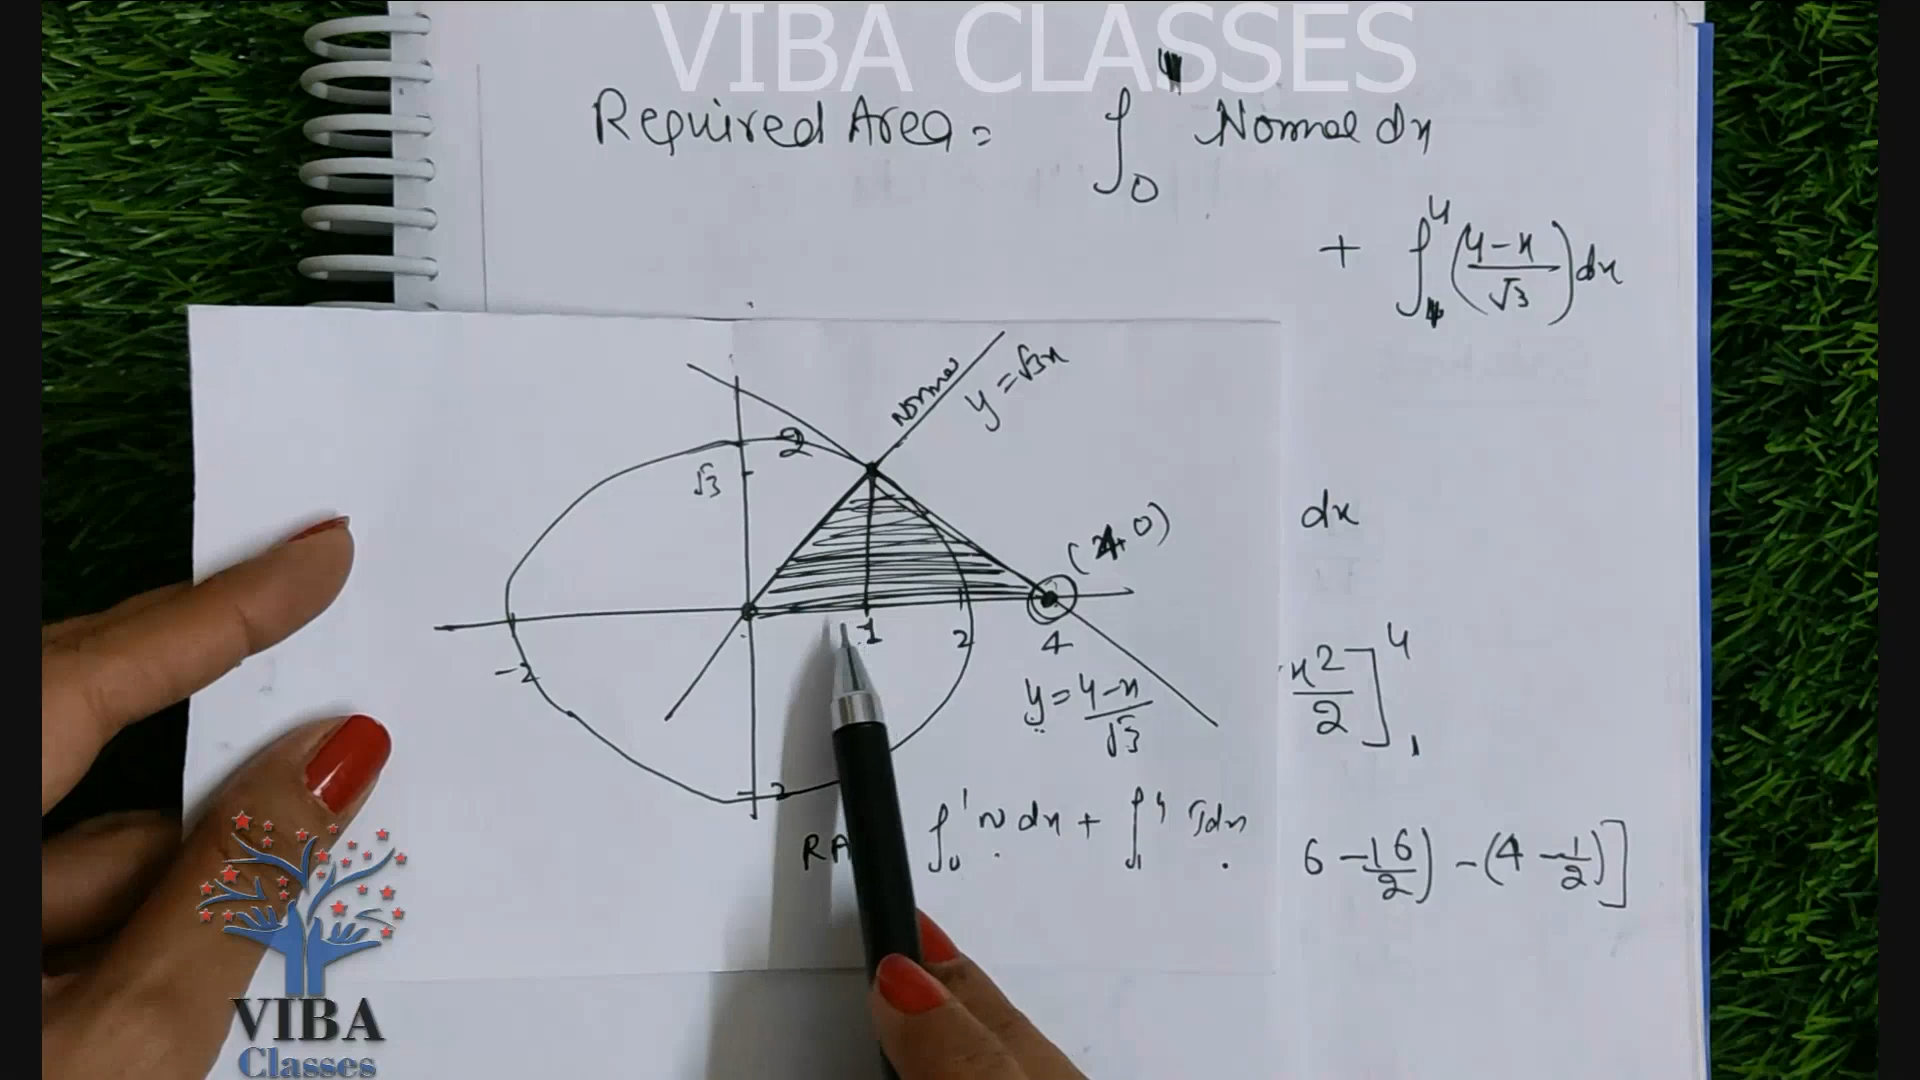 VIBA CLASSES
Required Area = ∫₀¹ Normal dx
+ ∫₁⁴ (4-x/√3) dx
Normal
y = √3x
2
√3
(4, 0)
dx
-2
1
2
4
y = 4-x/√3
x2/2]⁴₁
2
RA
∫₀¹ N dx + ∫₁⁴ T dx
6 - 16/2) - (4 - 1/2)]
VIBA
Classes